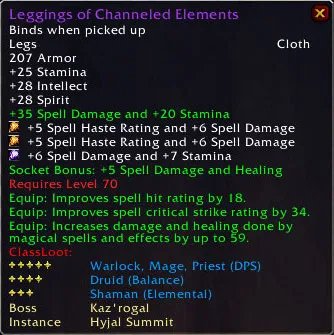 Leggings of Channeled Elements
Binds when picked up
Legs Cloth
207 Armor
+25 Stamina
+28 Intellect
+28 Spirit
+35 Spell Damage and +20 Stamina
+5 Spell Haste Rating and +6 Spell Damage
+5 Spell Haste Rating and +6 Spell Damage
+6 Spell Damage and +7 Stamina
Socket Bonus: +5 Spell Damage and Healing
Requires Level 70
Equip: Improves spell hit rating by 18.
Equip: Improves spell critical strike rating by 34.
Equip: Increases damage and healing done by
magical spells and effects by up to 59.
ClassLoot:
Warlock, Mage, Priest (DPS)
Druid (Balance)
Shaman (Elemental)
Boss Kaz'rogal
Instance Hyjal Summit